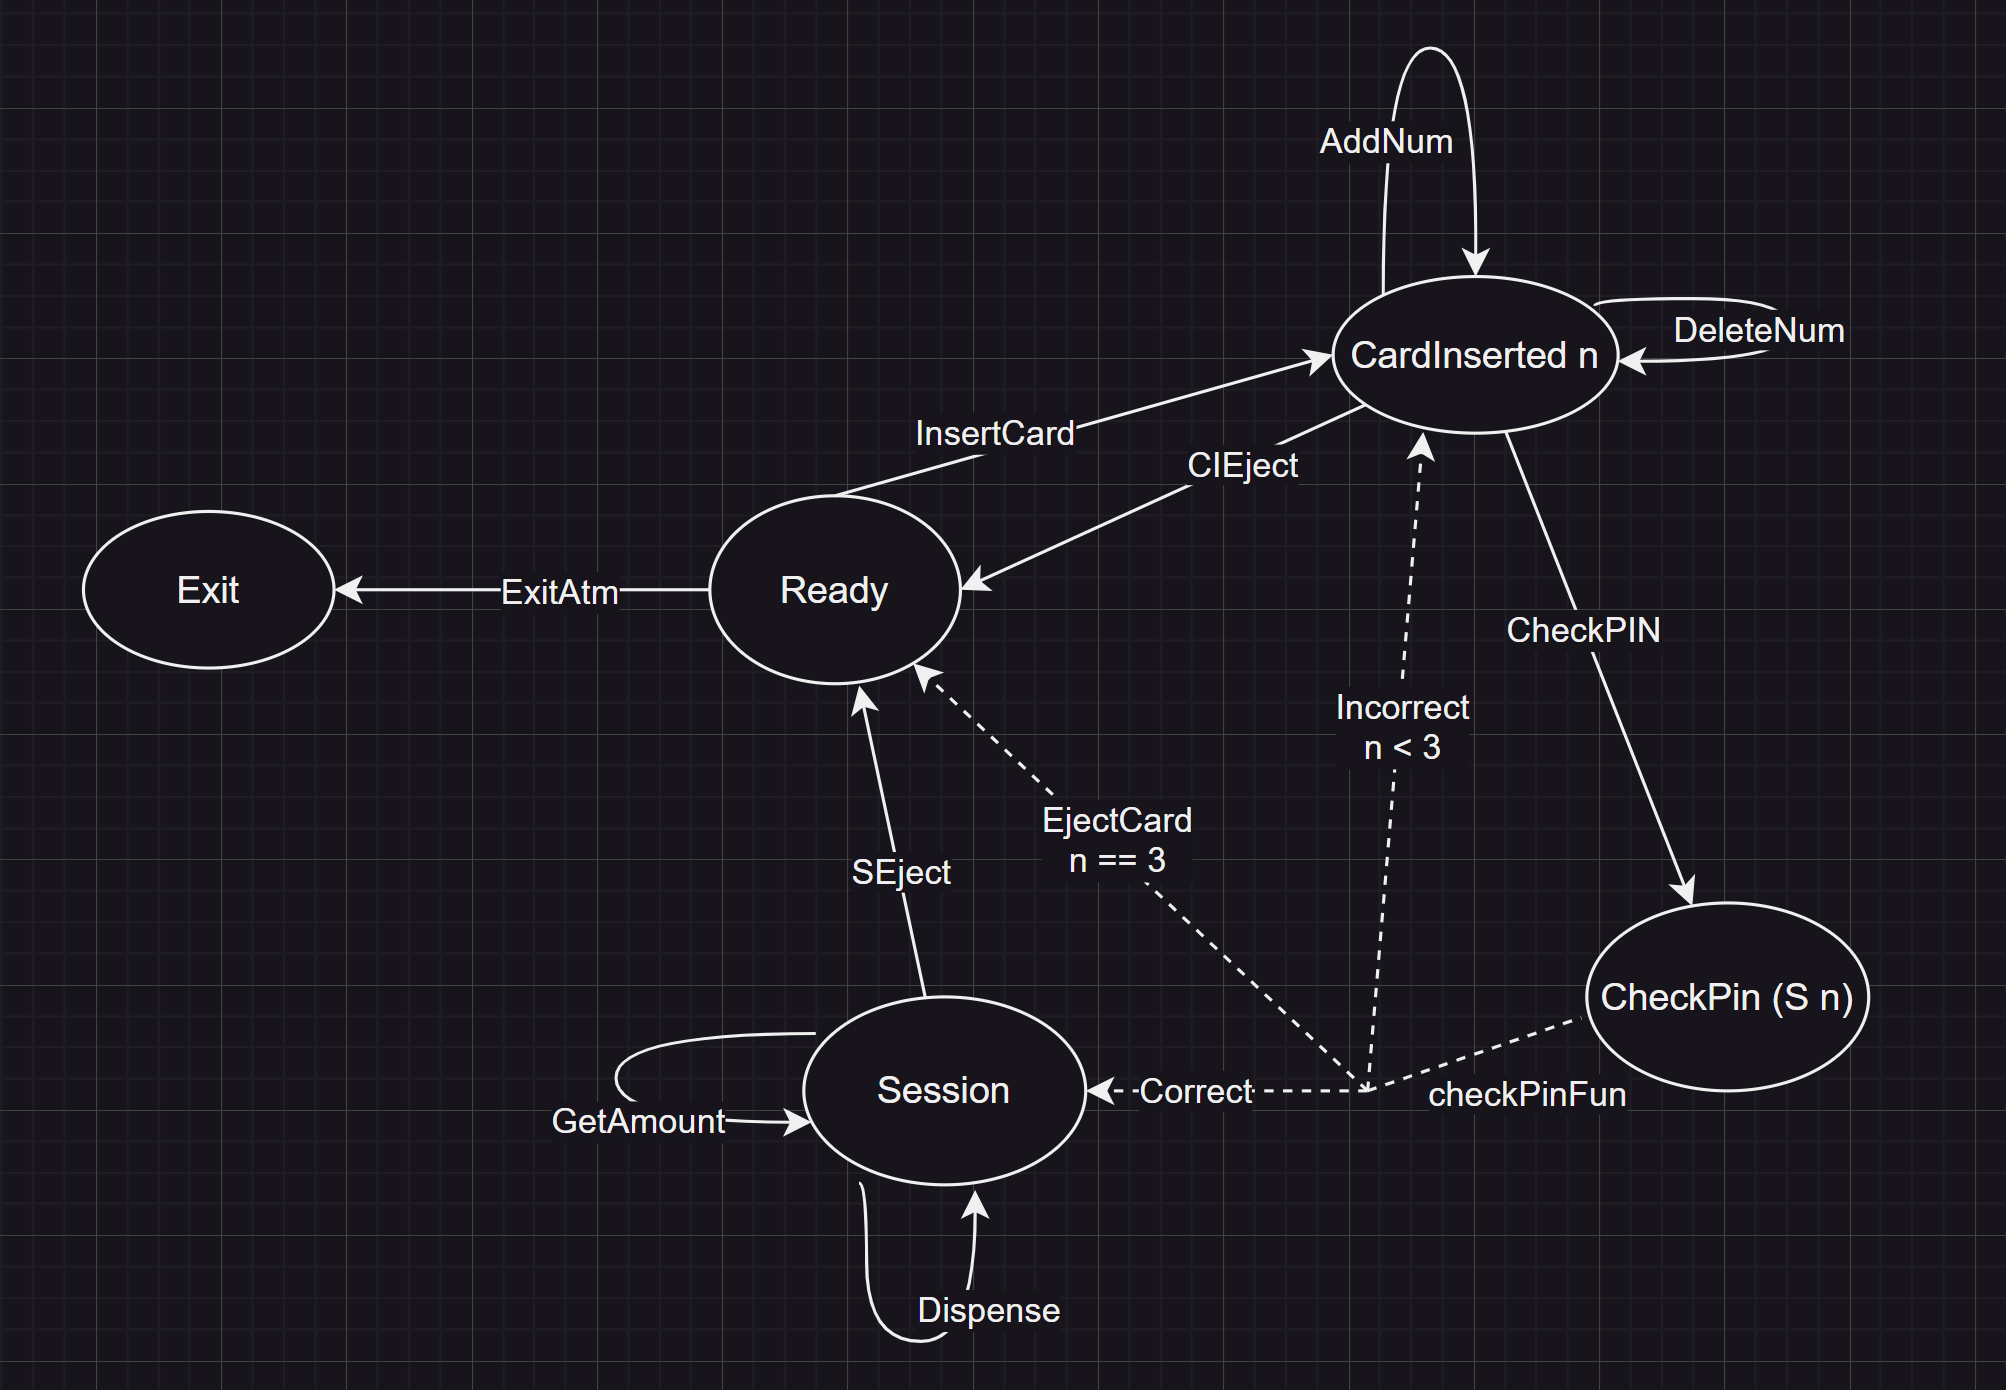 AddNum
DeleteNum
CardInserted n
InsertCard
CIEject
Exit
ExitAtm
Ready
CheckPIN
Incorrect
n < 3
EjectCard
n == 3
SEject
CheckPin (S n)
Session
Correct
checkPinFun
GetAmount
Dispense